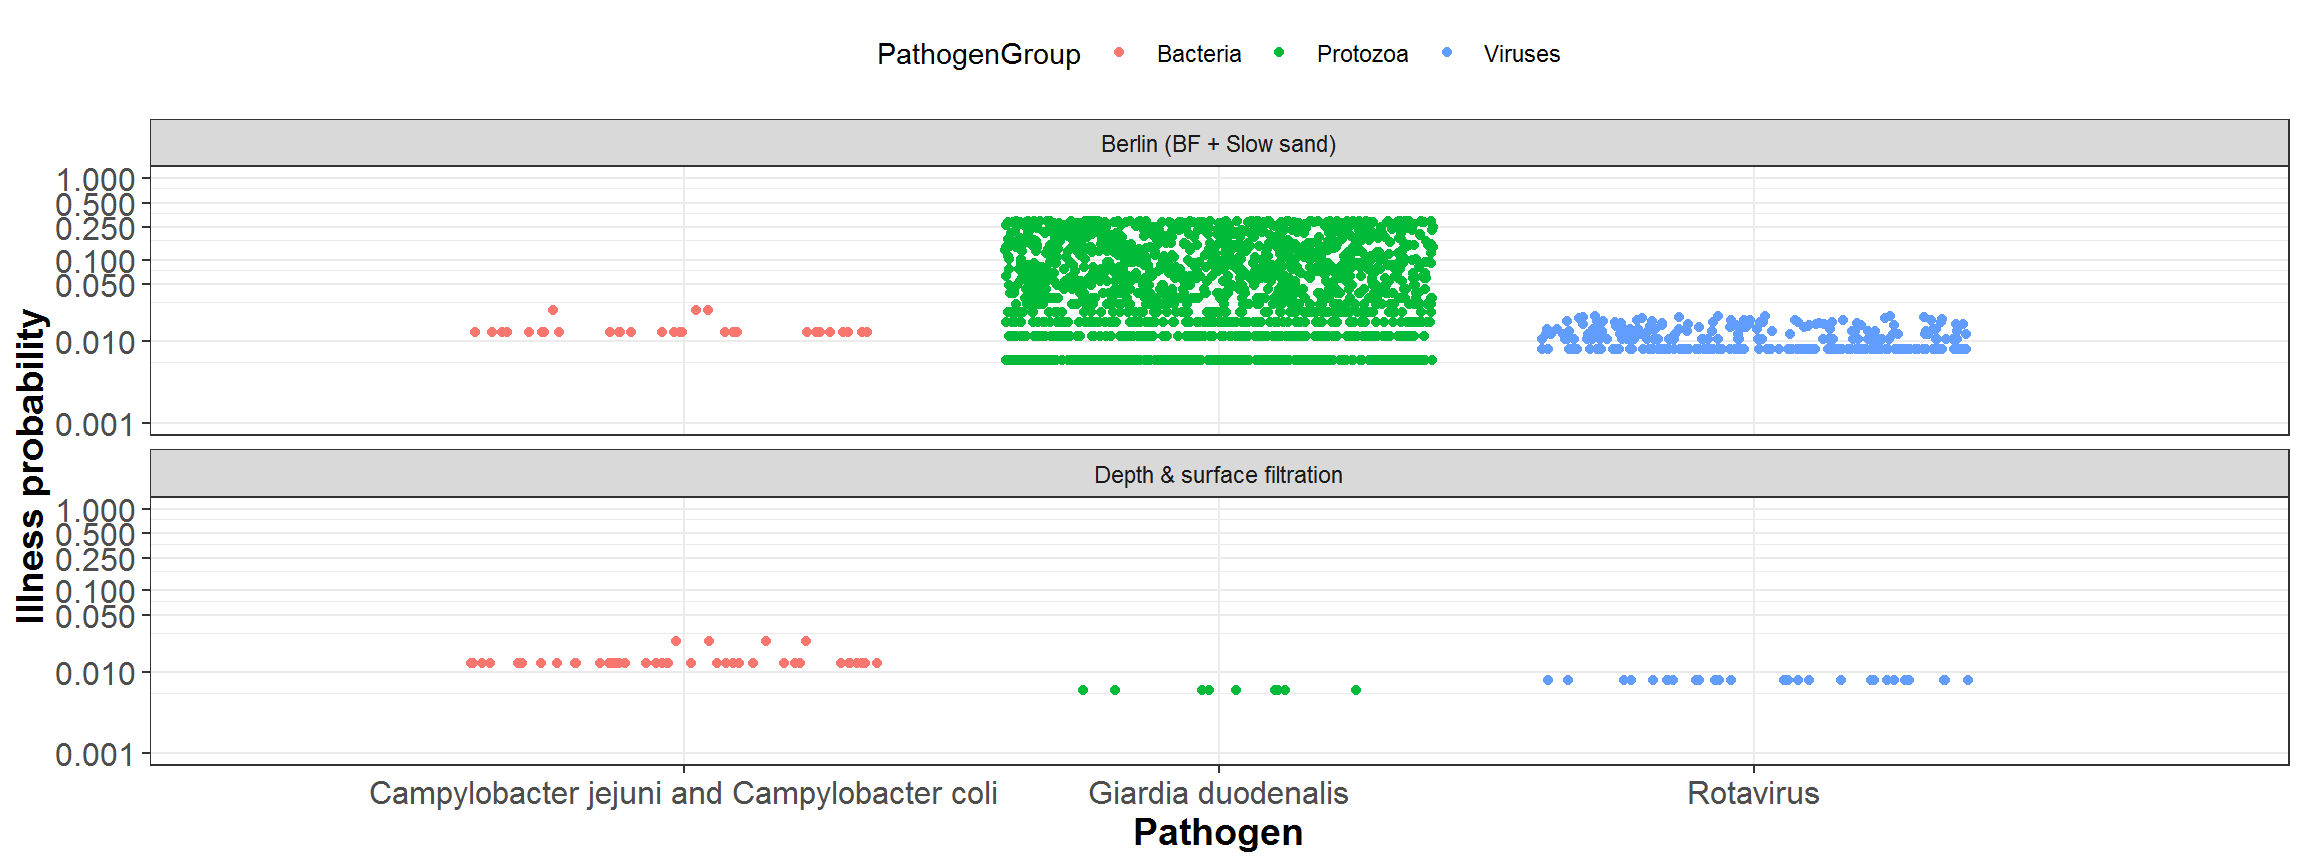 PathogenGroup Bacteria Protozoa Viruses
Berlin (BF + Slow sand)
1.000
0.500
0.250
0.100
0.050
0.010
0.001
Illness probability
Depth & surface filtration
1.000
0.500
0.250
0.100
0.050
0.010
0.001
Campylobacter jejuni and Campylobacter coli Giardia duodenalis Rotavirus
Pathogen